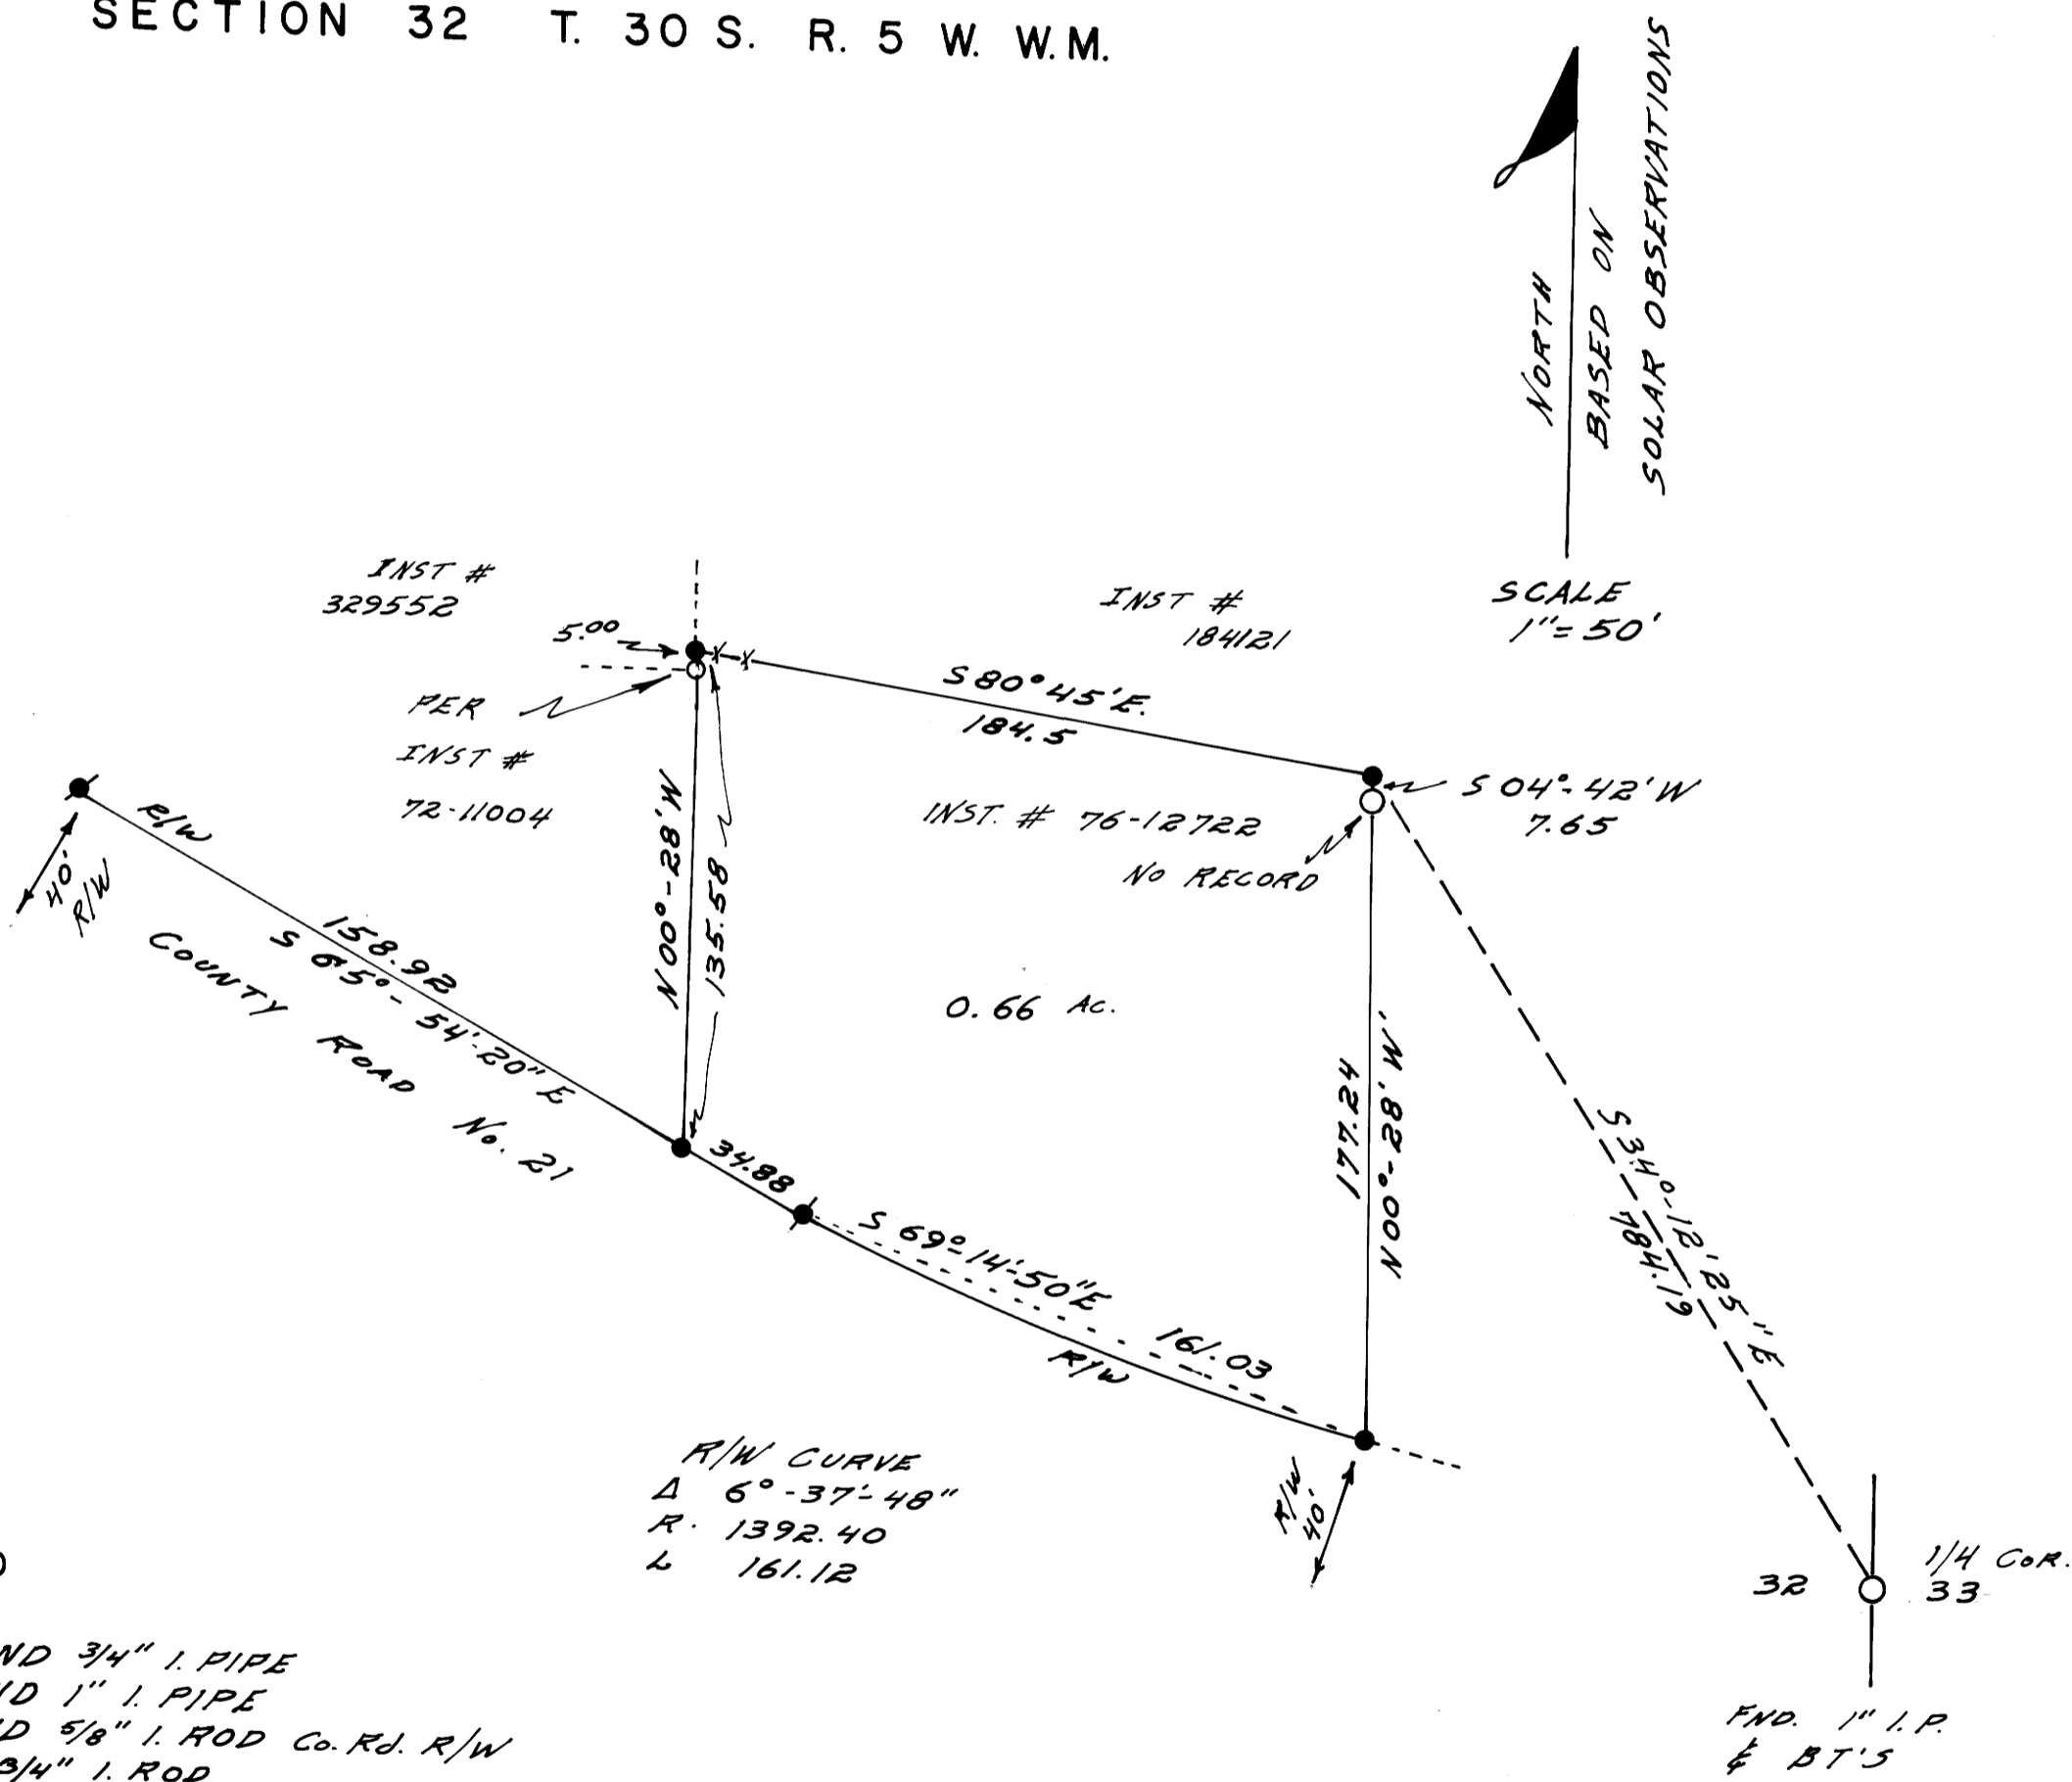 SECTION 32 T. 30 S. R. 5 W. W.M.
NORTH
BASED ON
SOLAR OBSERVATIONS
SCALE
1"= 50'
INST #
329552
5.00
INST #
184121
S 80° 45' E.
184.5
PER
INST #
72-11004
S 04°- 42' W
7.65
INST. # 76-12722
NO RECORD
R/W
40'
R/W
158.92
S 65°- 54'-20" E
COUNTY ROAD No. 21
N 00°-28' W
135.58
0.66 Ac.
177.24
N 00°-28' W.
34.88
S 69°-14'-50" E
161.03
R/W
S 34°-12'-25" E
784.19
R/W CURVE
Δ 6°-37'-48"
R. 1392.40
L 161.12
R/W
40'
1/4 COR.
32 33
ND 3/4" I. PIPE
ND 1" I. PIPE
D 5/8" I. ROD Co. Rd. R/W
3/4" I. ROD
FND. 1" I.P.
& BT'S